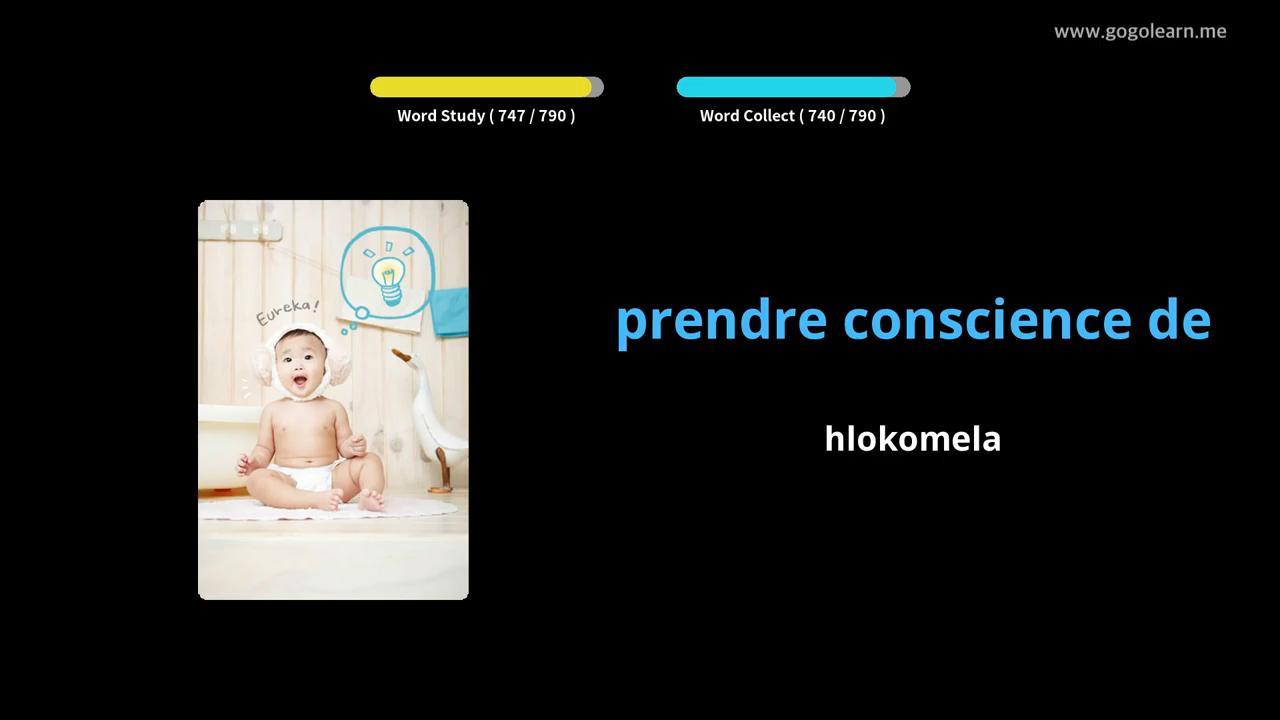 www.gogolearn.me
Word Study ( 747 / 790 )
Word Collect ( 740 / 790 )
Eureka!
prendre conscience de
hlokomela